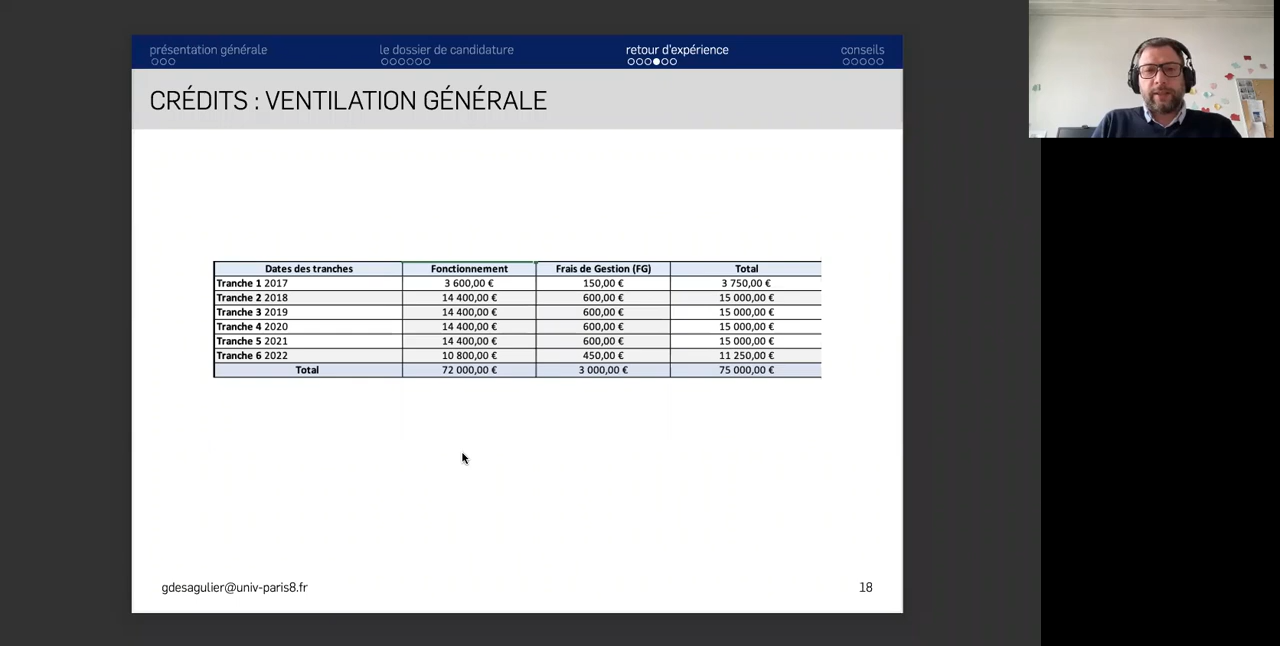 présentation générale le dossier de candidature retour d'expérience conseils
CRÉDITS : VENTILATION GÉNÉRALE
Dates des tranches Fonctionnement Frais de Gestion (FG) Total
Tranche 1 2017 3 600,00 € 150,00 € 3 750,00 €
Tranche 2 2018 14 400,00 € 600,00 € 15 000,00 €
Tranche 3 2019 14 400,00 € 600,00 € 15 000,00 €
Tranche 4 2020 14 400,00 € 600,00 € 15 000,00 €
Tranche 5 2021 14 400,00 € 600,00 € 15 000,00 €
Tranche 6 2022 10 800,00 € 450,00 € 11 250,00 €
Total 72 000,00 € 3 000,00 € 75 000,00 €
gdesagulier@univ-paris8.fr 18